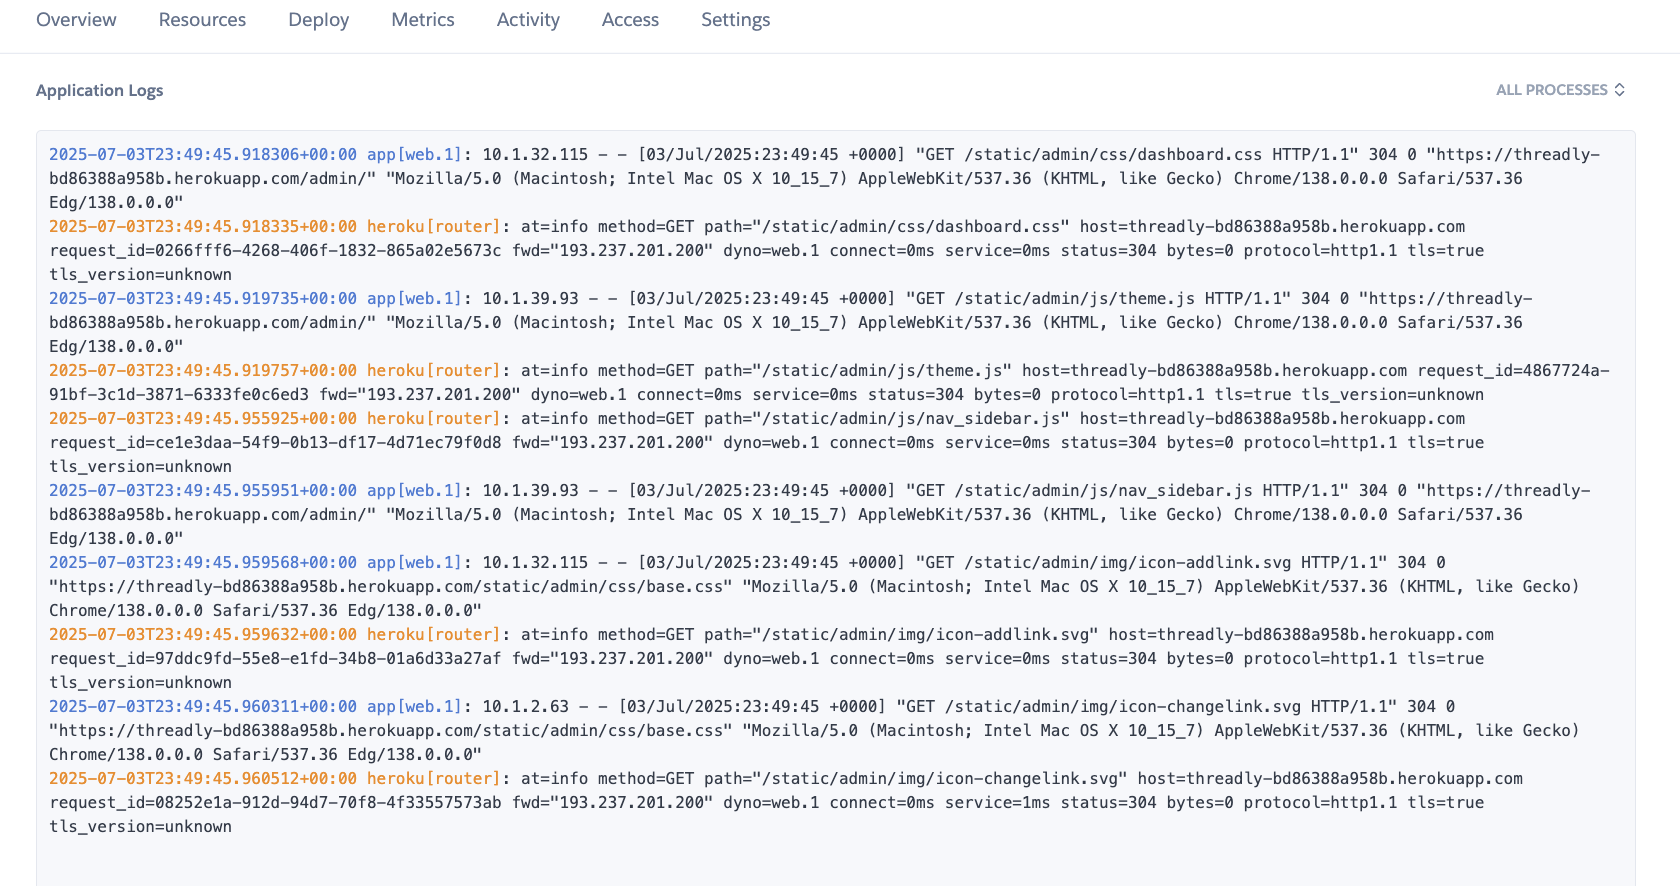 Overview Resources Deploy Metrics Activity Access Settings
Application Logs
ALL PROCESSES
2025-07-03T23:49:45.918306+00:00 app[web.1]: 10.1.32.115 - - [03/Jul/2025:23:49:45 +0000] "GET /static/admin/css/dashboard.css HTTP/1.1" 304 0 "https://threadly-
bd86388a958b.herokuapp.com/admin/" "Mozilla/5.0 (Macintosh; Intel Mac OS X 10_15_7) AppleWebKit/537.36 (KHTML, like Gecko) Chrome/138.0.0.0 Safari/537.36
Edg/138.0.0.0"
2025-07-03T23:49:45.918335+00:00 heroku[router]: at=info method=GET path="/static/admin/css/dashboard.css" host=threadly-bd86388a958b.herokuapp.com
request_id=0266fff6-4268-406f-1832-865a02e5673c fwd="193.237.201.200" dyno=web.1 connect=0ms service=0ms status=304 bytes=0 protocol=http1.1 tls=true
tls_version=unknown
2025-07-03T23:49:45.919735+00:00 app[web.1]: 10.1.39.93 - - [03/Jul/2025:23:49:45 +0000] "GET /static/admin/js/theme.js HTTP/1.1" 304 0 "https://threadly-
bd86388a958b.herokuapp.com/admin/" "Mozilla/5.0 (Macintosh; Intel Mac OS X 10_15_7) AppleWebKit/537.36 (KHTML, like Gecko) Chrome/138.0.0.0 Safari/537.36
Edg/138.0.0.0"
2025-07-03T23:49:45.919757+00:00 heroku[router]: at=info method=GET path="/static/admin/js/theme.js" host=threadly-bd86388a958b.herokuapp.com request_id=4867724a-
91bf-3c1d-3871-6333fe0c6ed3 fwd="193.237.201.200" dyno=web.1 connect=0ms service=0ms status=304 bytes=0 protocol=http1.1 tls=true tls_version=unknown
2025-07-03T23:49:45.955925+00:00 heroku[router]: at=info method=GET path="/static/admin/js/nav_sidebar.js" host=threadly-bd86388a958b.herokuapp.com
request_id=ce1e3daa-54f9-0b13-df17-4d71ec79f0d8 fwd="193.237.201.200" dyno=web.1 connect=0ms service=0ms status=304 bytes=0 protocol=http1.1 tls=true
tls_version=unknown
2025-07-03T23:49:45.955951+00:00 app[web.1]: 10.1.39.93 - - [03/Jul/2025:23:49:45 +0000] "GET /static/admin/js/nav_sidebar.js HTTP/1.1" 304 0 "https://threadly-
bd86388a958b.herokuapp.com/admin/" "Mozilla/5.0 (Macintosh; Intel Mac OS X 10_15_7) AppleWebKit/537.36 (KHTML, like Gecko) Chrome/138.0.0.0 Safari/537.36
Edg/138.0.0.0"
2025-07-03T23:49:45.959568+00:00 app[web.1]: 10.1.32.115 - - [03/Jul/2025:23:49:45 +0000] "GET /static/admin/img/icon-addlink.svg HTTP/1.1" 304 0
"https://threadly-bd86388a958b.herokuapp.com/static/admin/css/base.css" "Mozilla/5.0 (Macintosh; Intel Mac OS X 10_15_7) AppleWebKit/537.36 (KHTML, like Gecko)
Chrome/138.0.0.0 Safari/537.36 Edg/138.0.0.0"
2025-07-03T23:49:45.959632+00:00 heroku[router]: at=info method=GET path="/static/admin/img/icon-addlink.svg" host=threadly-bd86388a958b.herokuapp.com
request_id=97ddc9fd-55e8-e1fd-34b8-01a6d33a27af fwd="193.237.201.200" dyno=web.1 connect=0ms service=0ms status=304 bytes=0 protocol=http1.1 tls=true
tls_version=unknown
2025-07-03T23:49:45.960311+00:00 app[web.1]: 10.1.2.63 - - [03/Jul/2025:23:49:45 +0000] "GET /static/admin/img/icon-changelink.svg HTTP/1.1" 304 0
"https://threadly-bd86388a958b.herokuapp.com/static/admin/css/base.css" "Mozilla/5.0 (Macintosh; Intel Mac OS X 10_15_7) AppleWebKit/537.36 (KHTML, like Gecko)
Chrome/138.0.0.0 Safari/537.36 Edg/138.0.0.0"
2025-07-03T23:49:45.960512+00:00 heroku[router]: at=info method=GET path="/static/admin/img/icon-changelink.svg" host=threadly-bd86388a958b.herokuapp.com
request_id=08252e1a-912d-94d7-70f8-4f33557573ab fwd="193.237.201.200" dyno=web.1 connect=0ms service=1ms status=304 bytes=0 protocol=http1.1 tls=true
tls_version=unknown